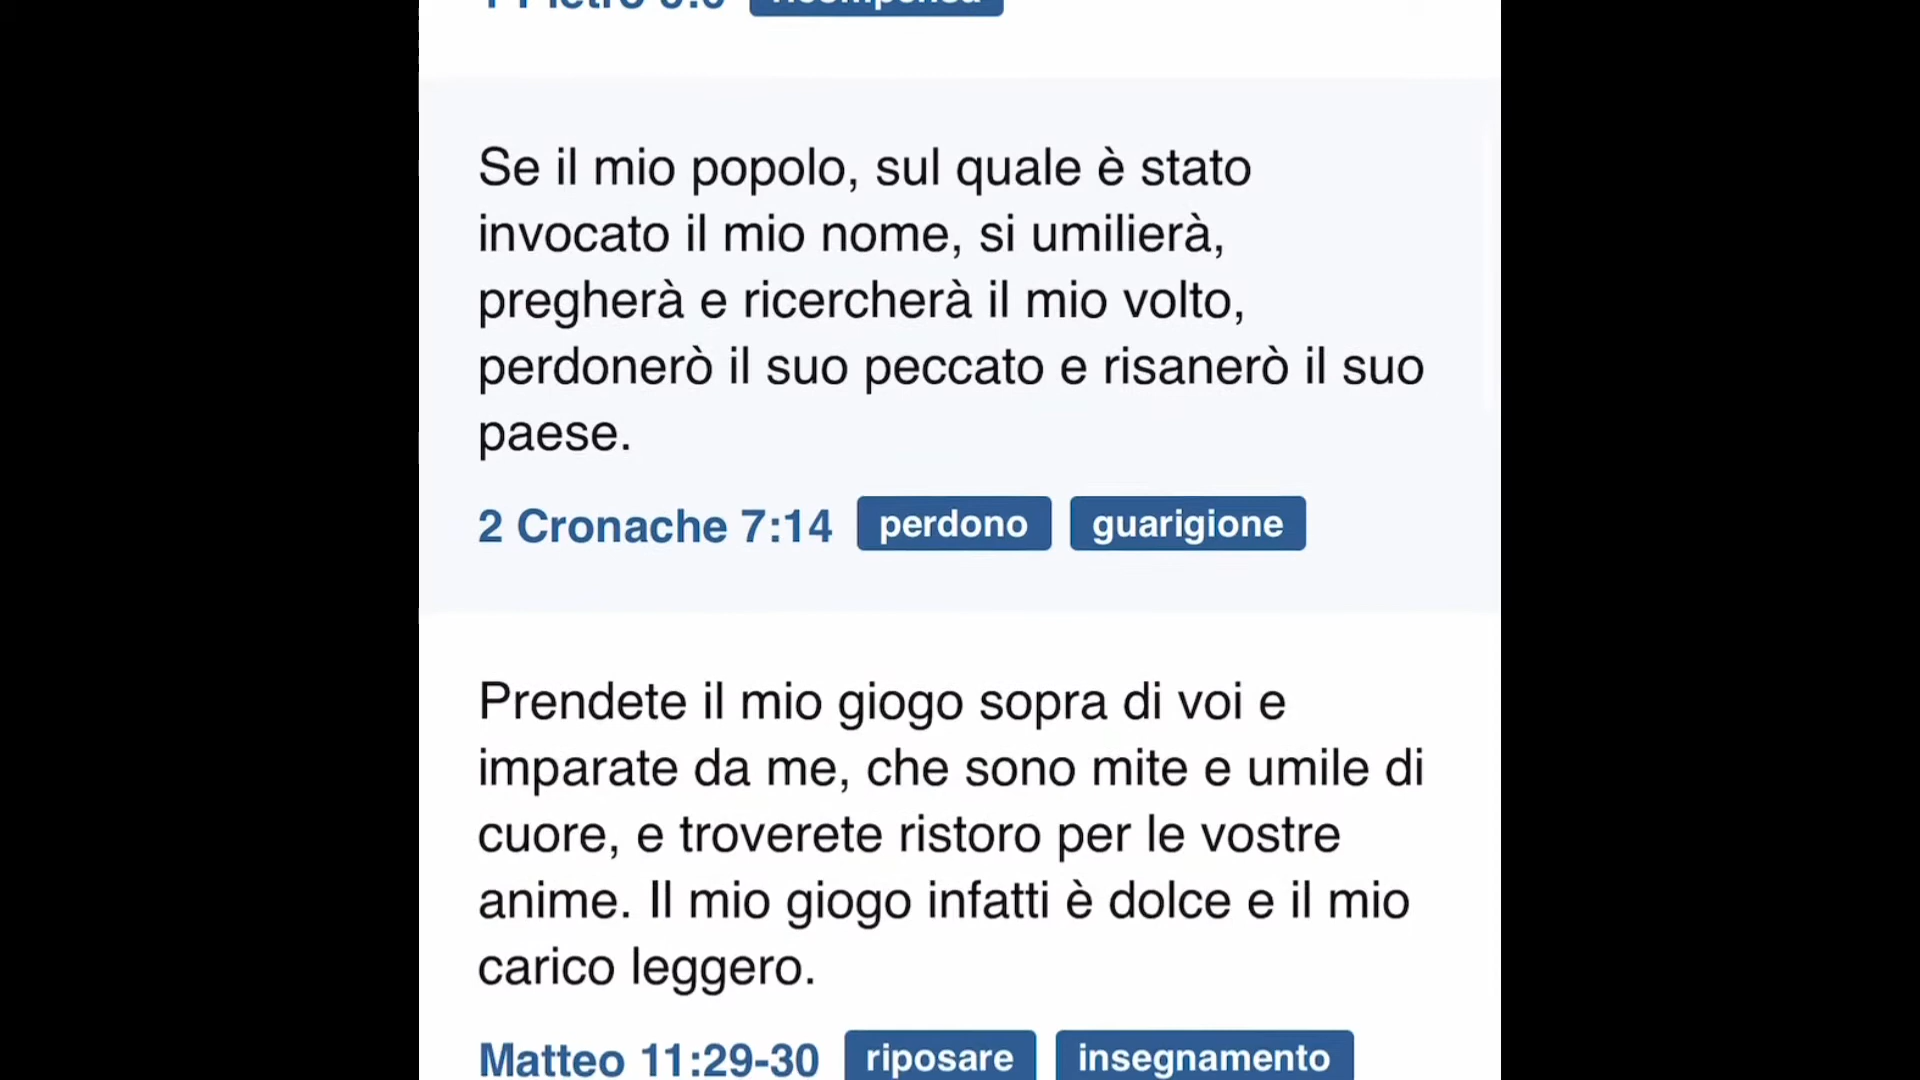 Se il mio popolo, sul quale è stato
invocato il mio nome, si umilierà,
pregherà e ricercherà il mio volto,
perdonerò il suo peccato e risanerò il suo
paese.
2 Cronache 7:14 perdono guarigione
Prendete il mio giogo sopra di voi e
imparate da me, che sono mite e umile di
cuore, e troverete ristoro per le vostre
anime. Il mio giogo infatti è dolce e il mio
carico leggero.
Matteo 11:29-30 riposare insegnamento